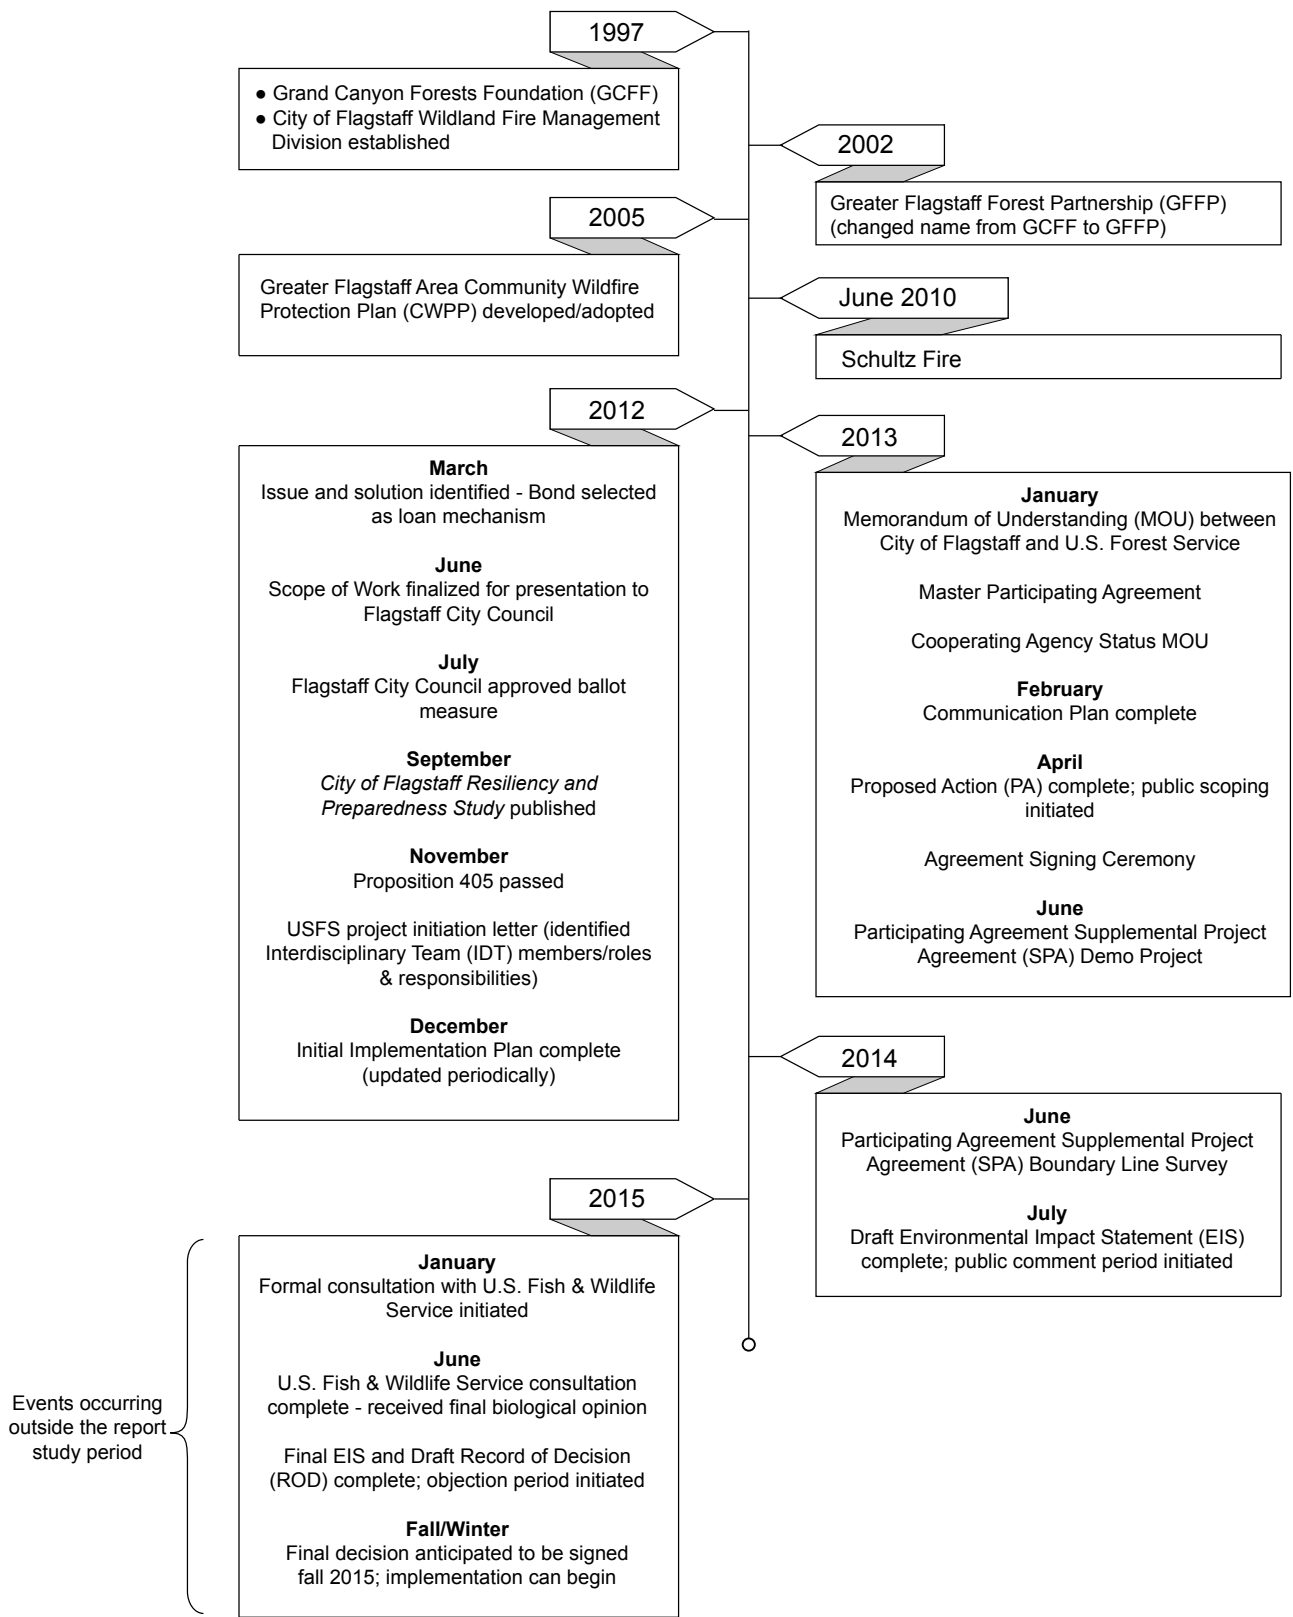 1997
● Grand Canyon Forests Foundation (GCFF)
● City of Flagstaff Wildland Fire Management
Division established
2002
Greater Flagstaff Forest Partnership (GFFP)
(changed name from GCFF to GFFP)
2005
Greater Flagstaff Area Community Wildfire
Protection Plan (CWPP) developed/adopted
June 2010
Schultz Fire
2012
March
Issue and solution identified - Bond selected
as loan mechanism
June
Scope of Work finalized for presentation to
Flagstaff City Council
July
Flagstaff City Council approved ballot
measure
September
City of Flagstaff Resiliency and
Preparedness Study published
November
Proposition 405 passed
USFS project initiation letter (identified
Interdisciplinary Team (IDT) members/roles
& responsibilities)
December
Initial Implementation Plan complete
(updated periodically)
2013
January
Memorandum of Understanding (MOU) between
City of Flagstaff and U.S. Forest Service
Master Participating Agreement
Cooperating Agency Status MOU
February
Communication Plan complete
April
Proposed Action (PA) complete; public scoping
initiated
Agreement Signing Ceremony
June
Participating Agreement Supplemental Project
Agreement (SPA) Demo Project
2014
June
Participating Agreement Supplemental Project
Agreement (SPA) Boundary Line Survey
July
Draft Environmental Impact Statement (EIS)
complete; public comment period initiated
2015
January
Formal consultation with U.S. Fish & Wildlife
Service initiated
June
U.S. Fish & Wildlife Service consultation
complete - received final biological opinion
Final EIS and Draft Record of Decision
(ROD) complete; objection period initiated
Fall/Winter
Final decision anticipated to be signed
fall 2015; implementation can begin
Events occurring
outside the report
study period